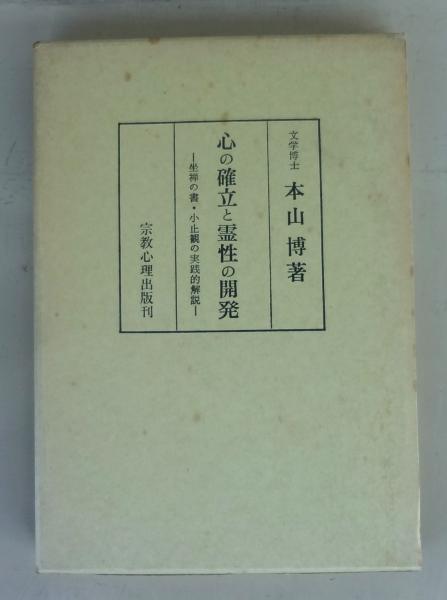 文学博士 本山 博著
心の確立と霊性の開発
―坐禅の書・小止観の実践的解説―
宗教心理出版刊